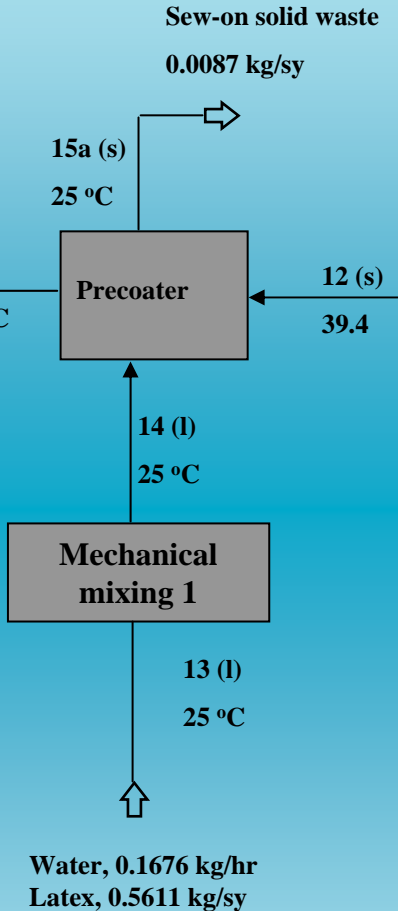 Sew-on solid waste
0.0087 kg/sy
15a (s)
25 °C
Precoater
C
12 (s)
39.4
14 (l)
25 °C
Mechanical
mixing 1
13 (l)
25 °C
Water, 0.1676 kg/hr
Latex, 0.5611 kg/sy